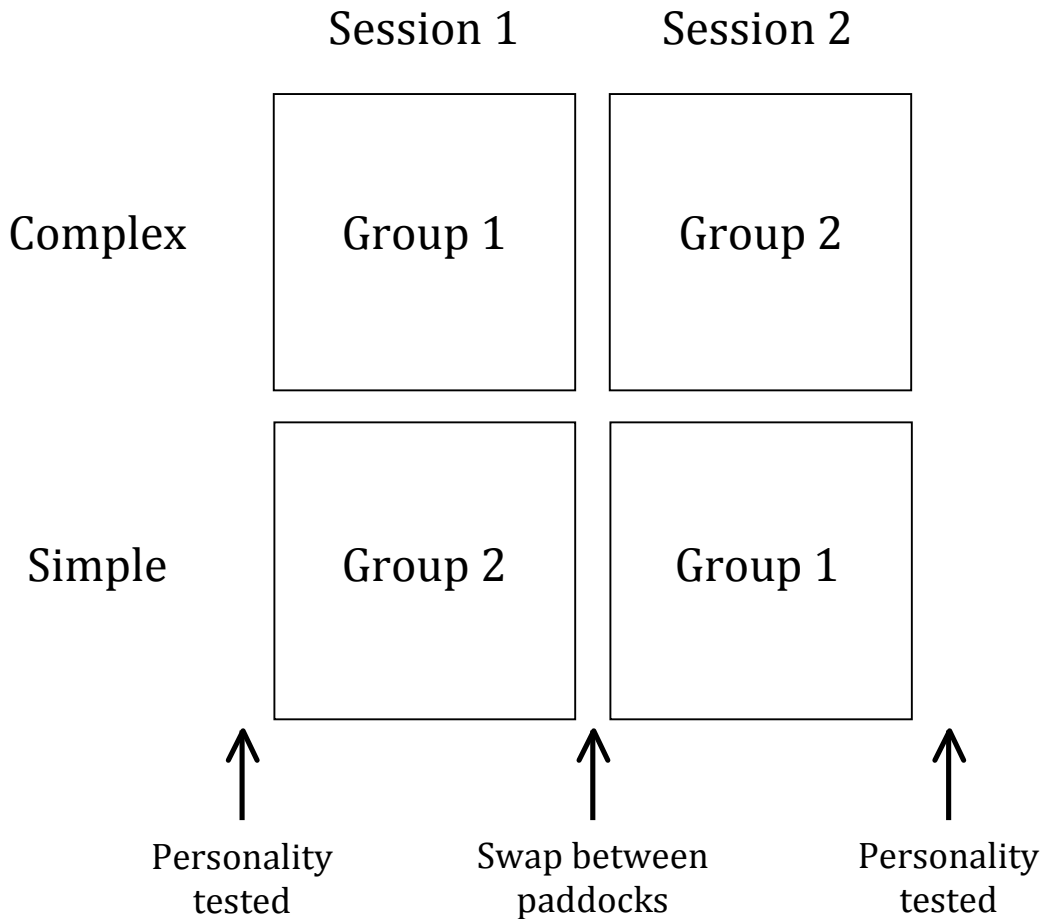 Session 1
Session 2
Complex
Group 1
Group 2
Simple
Group 2
Group 1
Personality
tested
Swap between
paddocks
Personality
tested